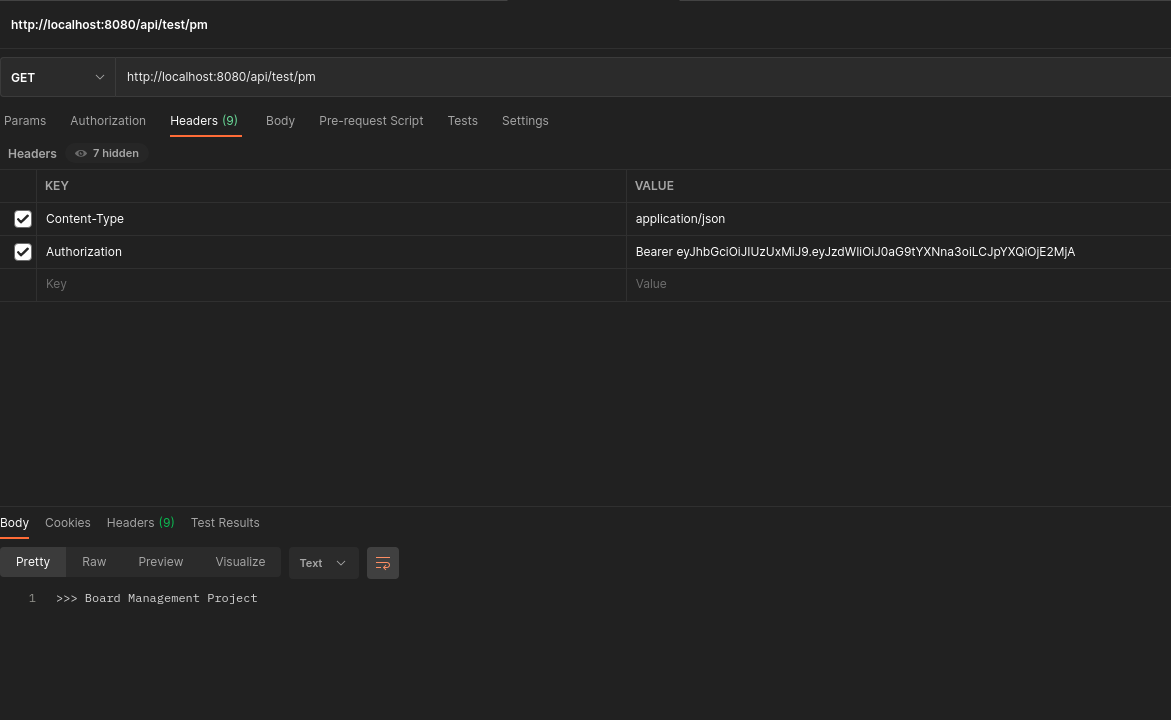 http://localhost:8080/api/test/pm
GET http://localhost:8080/api/test/pm
Params Authorization Headers (9) Body Pre-request Script Tests Settings
Headers 7 hidden
KEY VALUE
Content-Type application/json
Authorization Bearer eyJhbGciOiJIUzUxMiJ9.eyJzdWIiOiJ0aG9tYXNna3oiLCJpYXQiOjE2MjA
Key Value
Body Cookies Headers (9) Test Results
Pretty Raw Preview Visualize Text
1 >>> Board Management Project